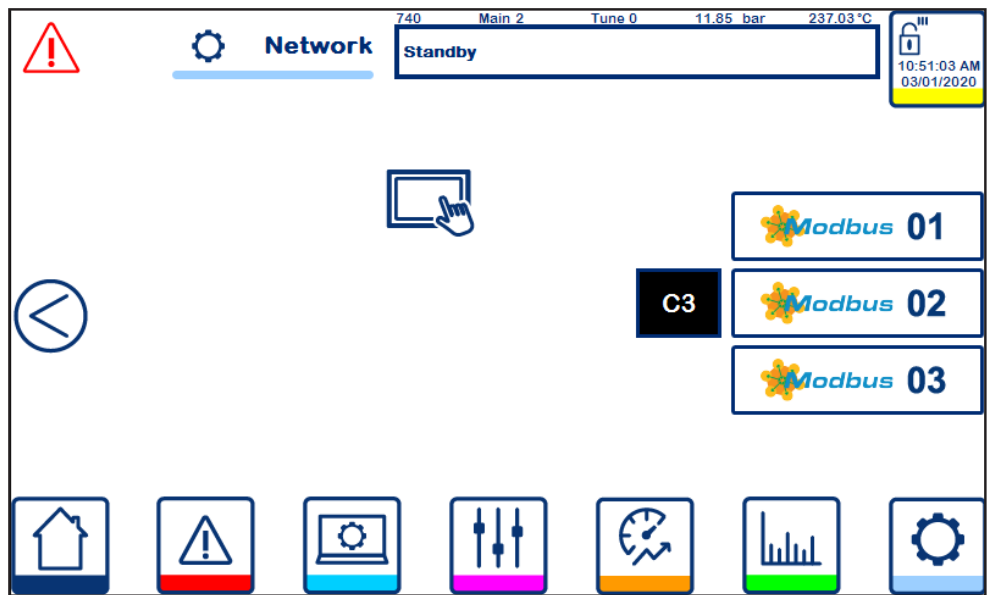 740 Main 2 Tune 0 11.85 bar 237.03 °C
Network
Standby
10:51:03 AM
03/01/2020
Modbus 01
C3
Modbus 02
Modbus 03